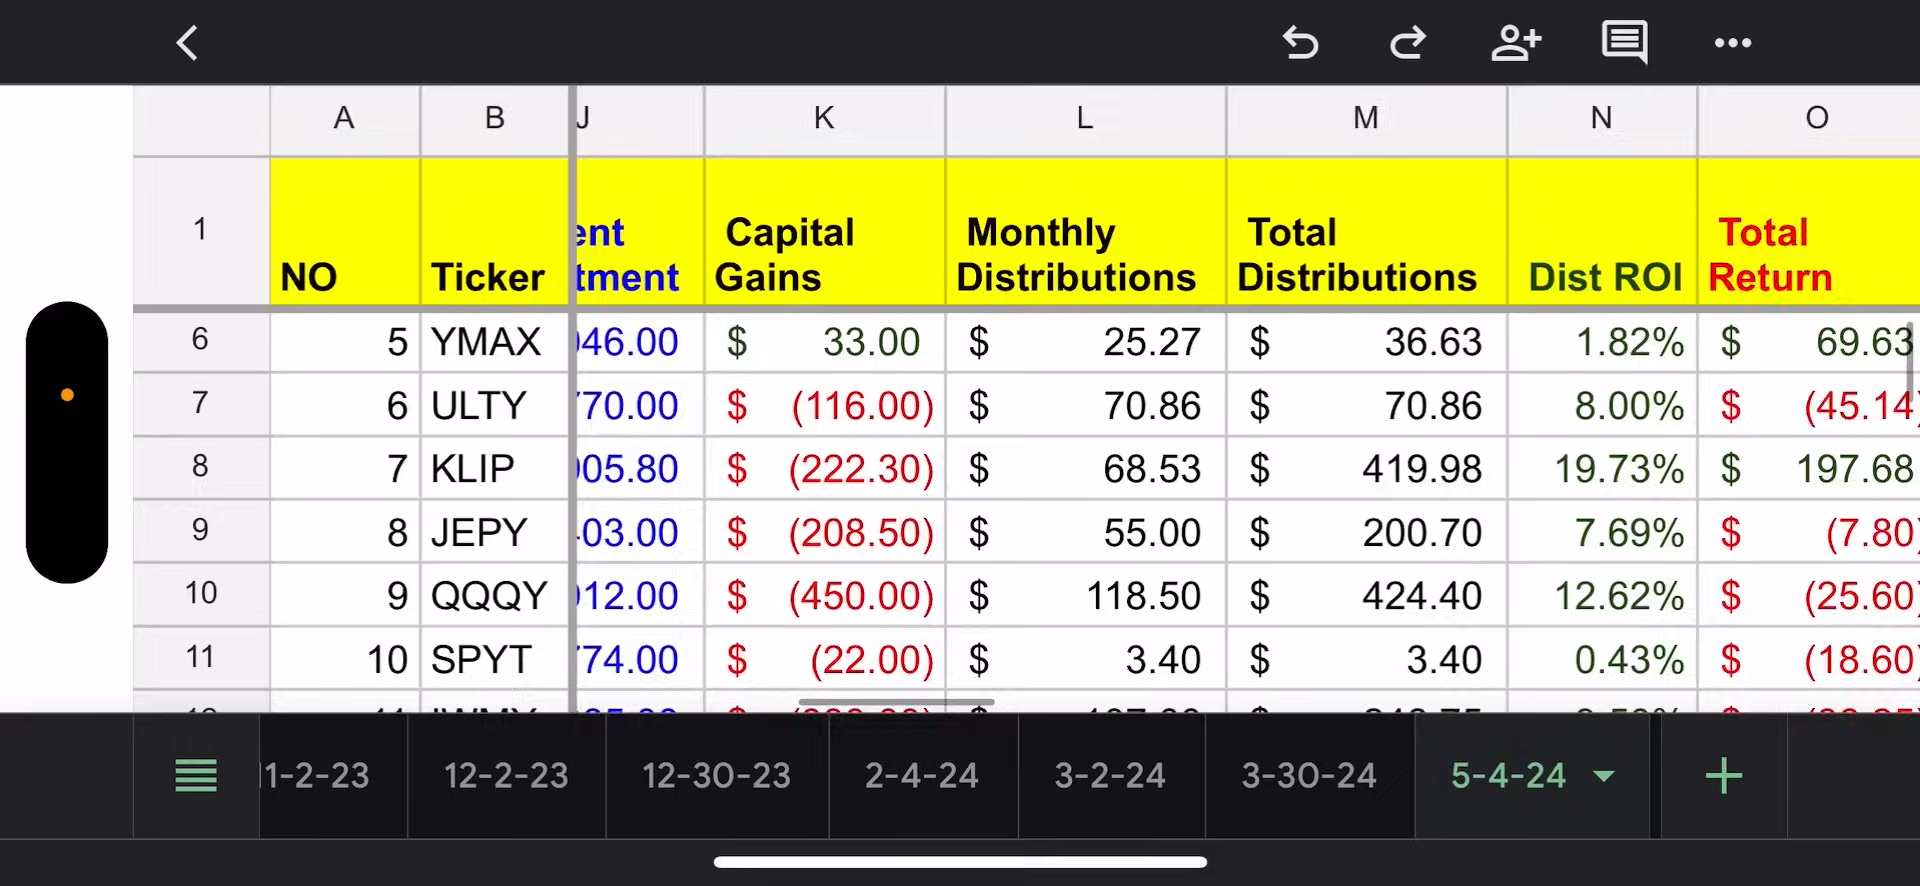 A B J K L M N O
1 NO Ticker ent tment Capital Gains Monthly Distributions Total Distributions Dist ROI Total Return
6 5 YMAX 46.00 $ 33.00 $ 25.27 $ 36.63 1.82% $ 69.63
7 6 ULTY 70.00 $ (116.00) $ 70.86 $ 70.86 8.00% $ (45.14)
8 7 KLIP 05.80 $ (222.30) $ 68.53 $ 419.98 19.73% $ 197.68
9 8 JEPY 03.00 $ (208.50) $ 55.00 $ 200.70 7.69% $ (7.80)
10 9 QQQY 12.00 $ (450.00) $ 118.50 $ 424.40 12.62% $ (25.60)
11 10 SPYT 74.00 $ (22.00) $ 3.40 $ 3.40 0.43% $ (18.60)
1-2-23 12-2-23 12-30-23 2-4-24 3-2-24 3-30-24 5-4-24